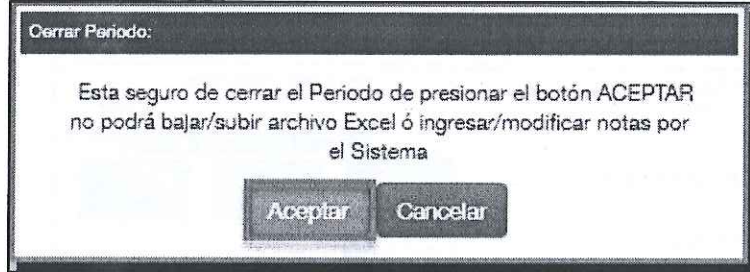 Cerrar Periodo:
Esta seguro de cerrar el Periodo de presionar el botón ACEPTAR
no podrá bajar/subir archivo Excel ó ingresar/modificar notas por
el Sistema
Aceptar Cancelar